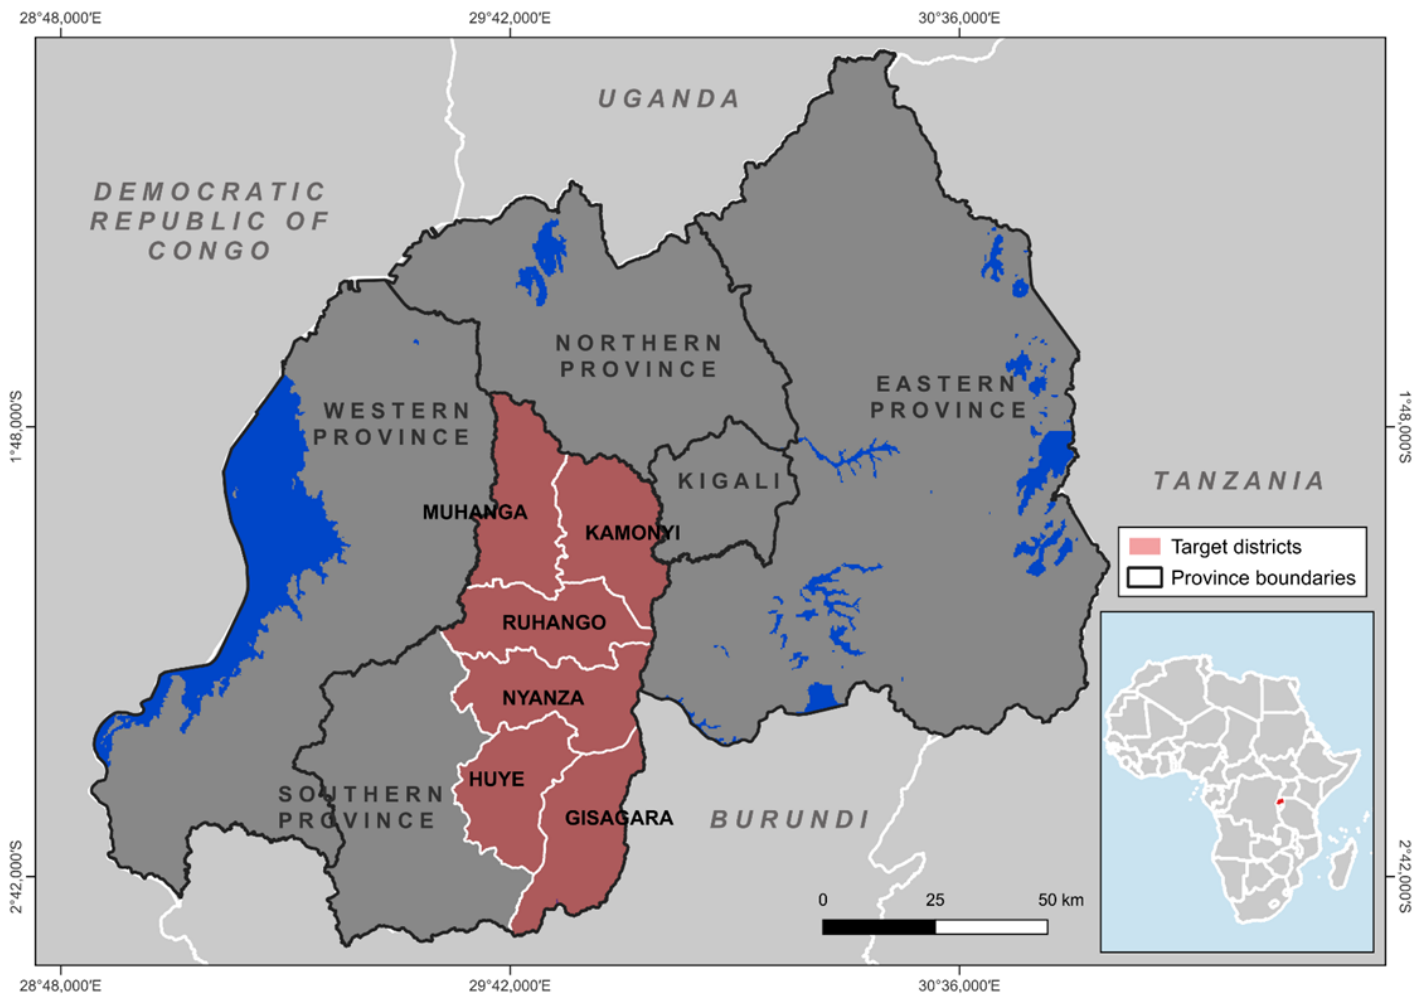 28°48,000'E
29°42,000'E
30°36,000'E
UGANDA
DEMOCRATIC
REPUBLIC OF
CONGO
NORTHERN
PROVINCE
EASTERN
PROVINCE
WESTERN
PROVINCE
1°48,000'S
1°48,000'S
KIGALI
TANZANIA
MUHANGA
KAMONYI
Target districts
Province boundaries
RUHANGO
NYANZA
HUYE
SOUTHERN
PROVINCE
GISAGARA
BURUNDI
2°42,000'S
2°42,000'S
0 25 50 km
28°48,000'E
29°42,000'E
30°36,000'E